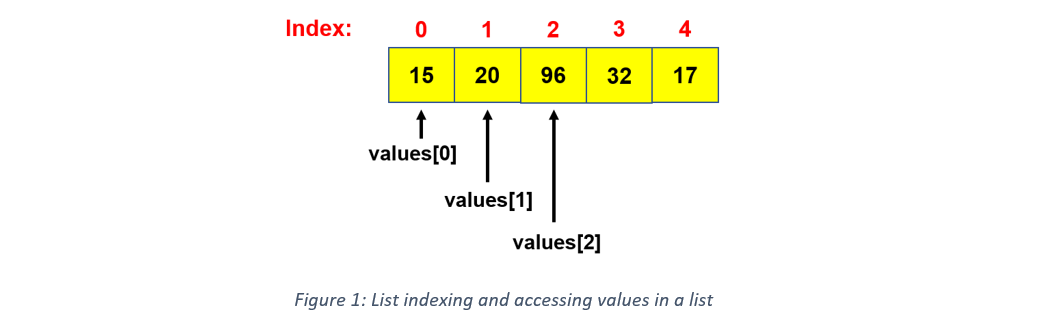 Index: 0 1 2 3 4
15 20 96 32 17
values[0]
values[1]
values[2]
Figure 1: List indexing and accessing values in a list